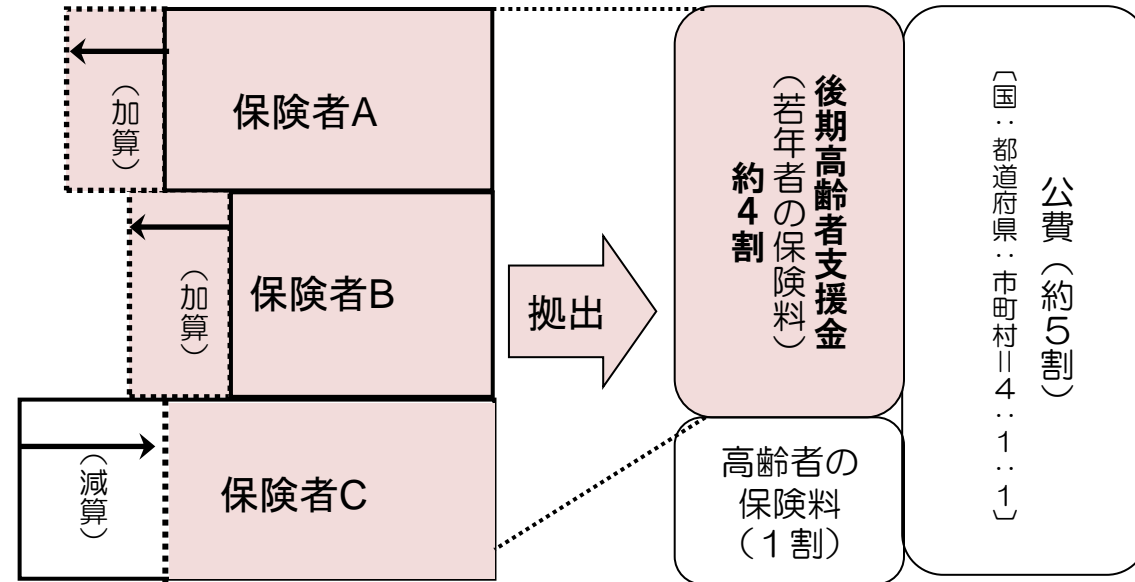 （加算）
保険者A
（加算）
保険者B
（減算）
保険者C
拠出
後期高齢者支援金
（若年者の保険料）
約４割
高齢者の
保険料
（１割）
公費（約５割）
〔国：都道府県：市町村＝４：１：１〕